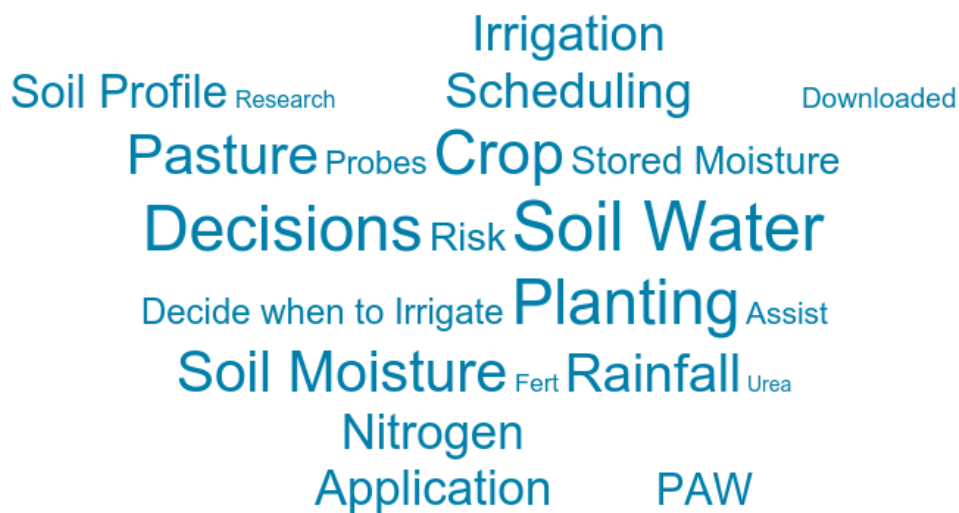 Irrigation
Soil Profile Research Scheduling Downloaded
Pasture Probes Crop Stored Moisture
Decisions Risk Soil Water
Decide when to Irrigate Planting Assist
Soil Moisture Fert Rainfall Urea
Nitrogen
Application PAW